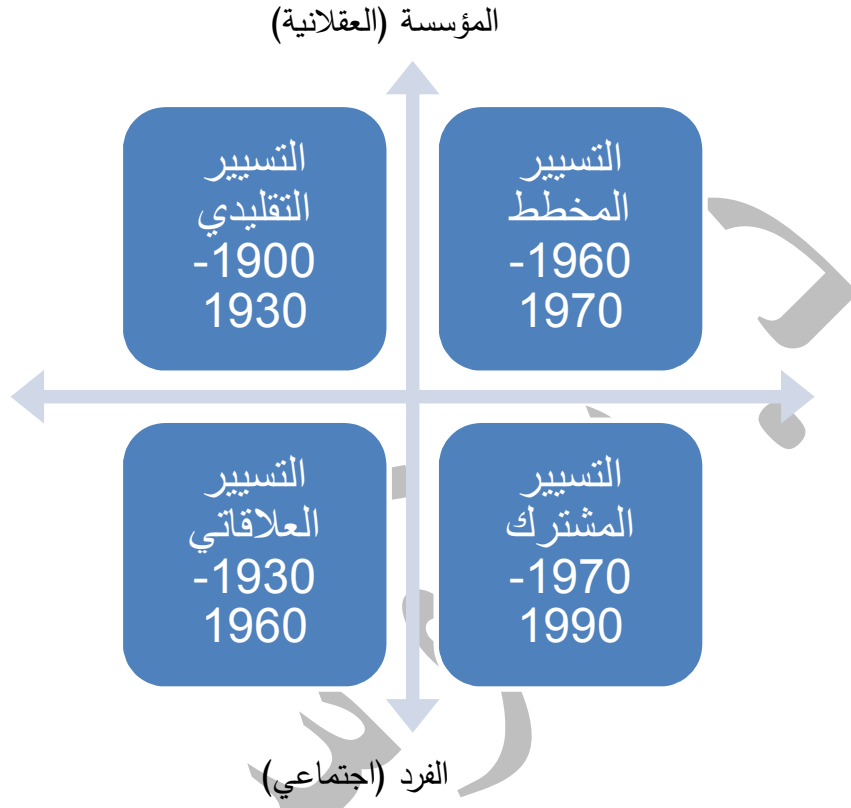 المؤسسة (العقلانية)
التسيير
المخطط
1960-
1970
التسيير
التقليدي
1900-
1930
التسيير
المشترك
1970-
1990
التسيير
العلاقاتي
1930-
1960
الفرد (اجتماعي)